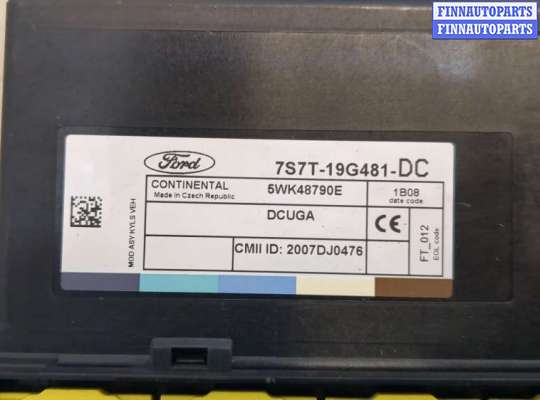 FINNAUTOPARTS
FINNAUTOPARTS
Ford
7S7T-19G481-DC
CONTINENTAL
Made in Czech Republic
5WK48790E
1B08
date code
DCUGA
CE
CMII ID: 2007DJ0476
MOD ASY KYLS VEH
FT_012
EOL code